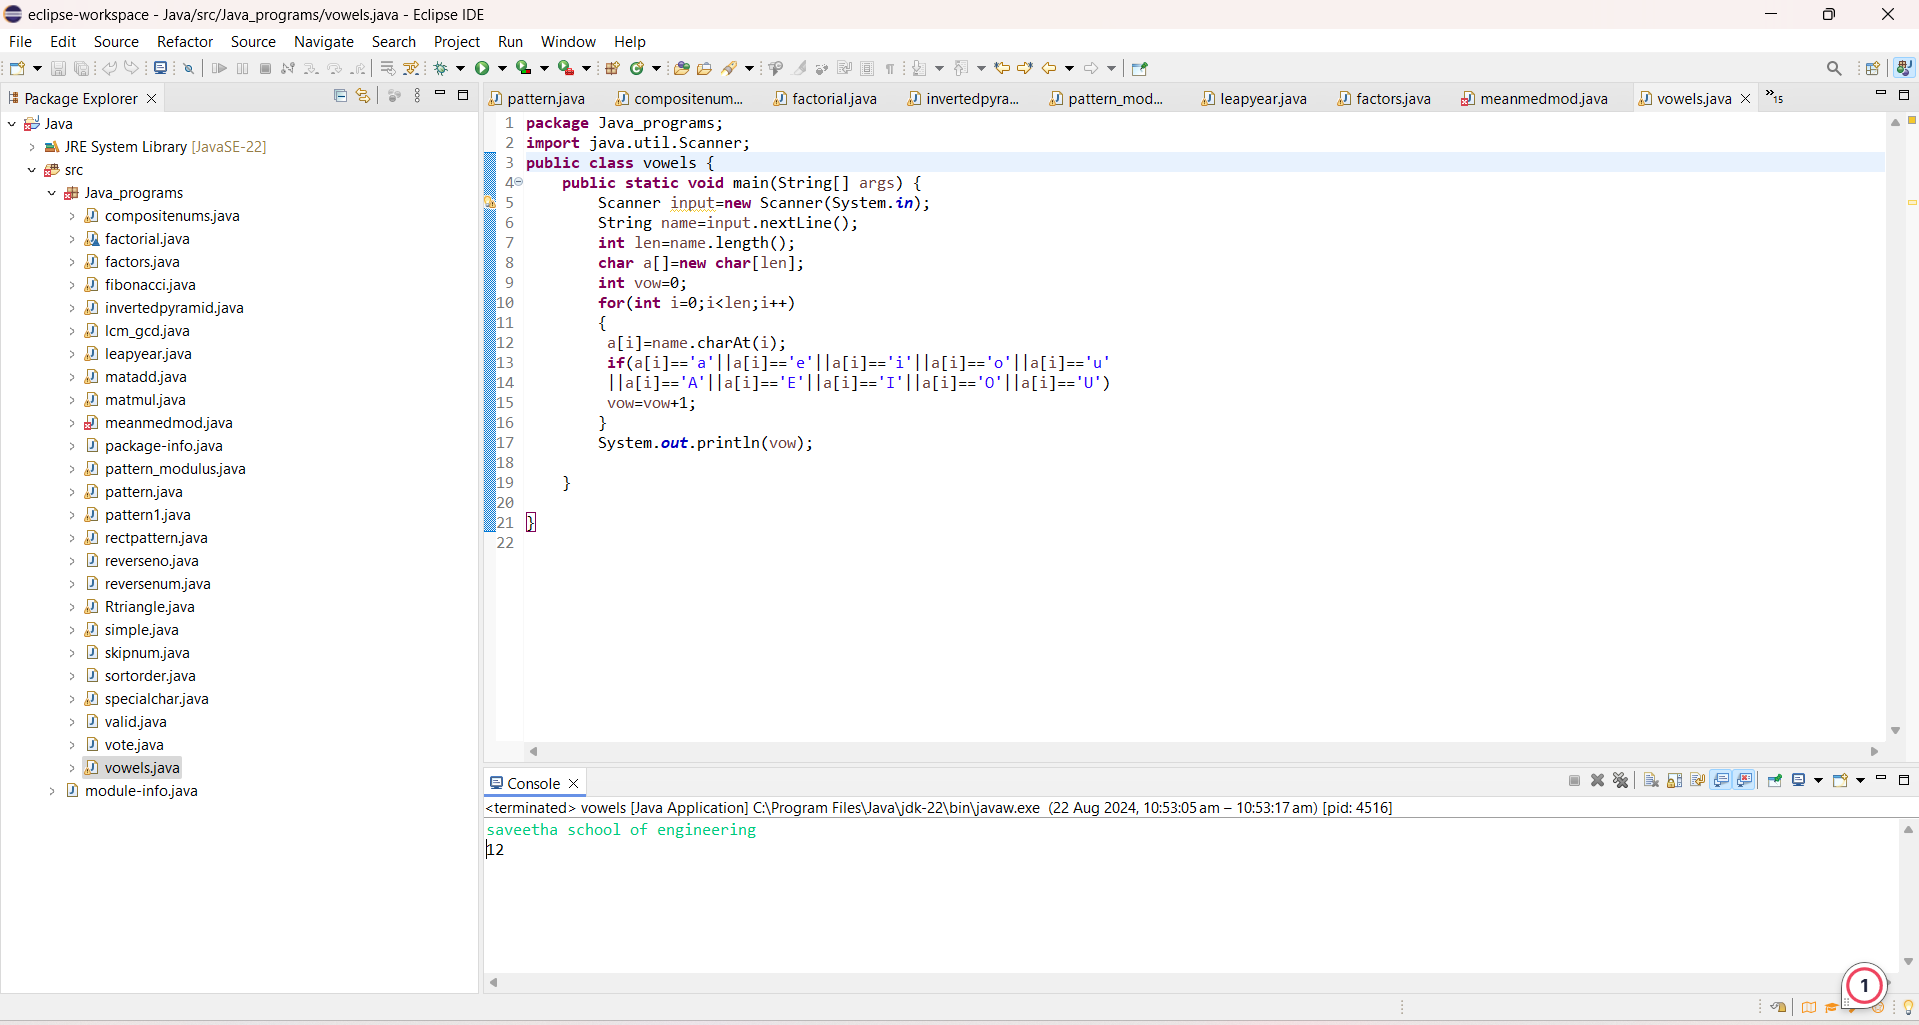 eclipse-workspace - Java/src/Java_programs/vowels.java - Eclipse IDE
File Edit Source Refactor Source Navigate Search Project Run Window Help
Package Explorer
Java
JRE System Library [JavaSE-22]
src
Java_programs
compositenums.java
factorial.java
factors.java
fibonacci.java
invertedpyramid.java
lcm_gcd.java
leapyear.java
matadd.java
matmul.java
meanmedmod.java
package-info.java
pattern_modulus.java
pattern.java
pattern1.java
rectpattern.java
reverseno.java
reversenum.java
Rtriangle.java
simple.java
skipnum.java
sortorder.java
specialchar.java
valid.java
vote.java
vowels.java
module-info.java
pattern.java compositenum... factorial.java invertedpyra... pattern_mod... leapyear.java factors.java meanmedmod.java vowels.java »15
1 package Java_programs;
2 import java.util.Scanner;
3 public class vowels {
4 public static void main(String[] args) {
5 Scanner input=new Scanner(System.in);
6 String name=input.nextLine();
7 int len=name.length();
8 char a[]=new char[len];
9 int vow=0;
10 for(int i=0;i<len;i++)
11 {
12 a[i]=name.charAt(i);
13 if(a[i]=='a'||a[i]=='e'||a[i]=='i'||a[i]=='o'||a[i]=='u'
14 ||a[i]=='A'||a[i]=='E'||a[i]=='I'||a[i]=='O'||a[i]=='U')
15 vow=vow+1;
16 }
17 System.out.println(vow);
18
19 }
20
21 }
22
Console
<terminated> vowels [Java Application] C:\Program Files\Java\jdk-22\bin\javaw.exe (22 Aug 2024, 10:53:05 am – 10:53:17 am) [pid: 4516]
saveetha school of engineering
12
1